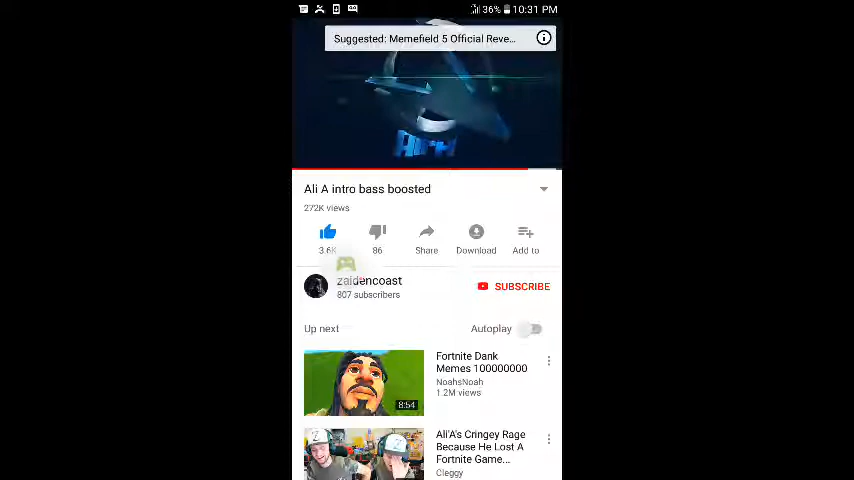 36% 10:31 PM
Suggested: Memefield 5 Official Reve...
Ali A intro bass boosted
272K views
3.6K 86 Share Download Add to
zaidencoast
807 subscribers
SUBSCRIBE
Up next Autoplay
Fortnite Dank
Memes 100000000
NoahsNoah
1.2M views
8:54
Ali'A's Cringey Rage
Because He Lost A
Fortnite Game...
Cleggy